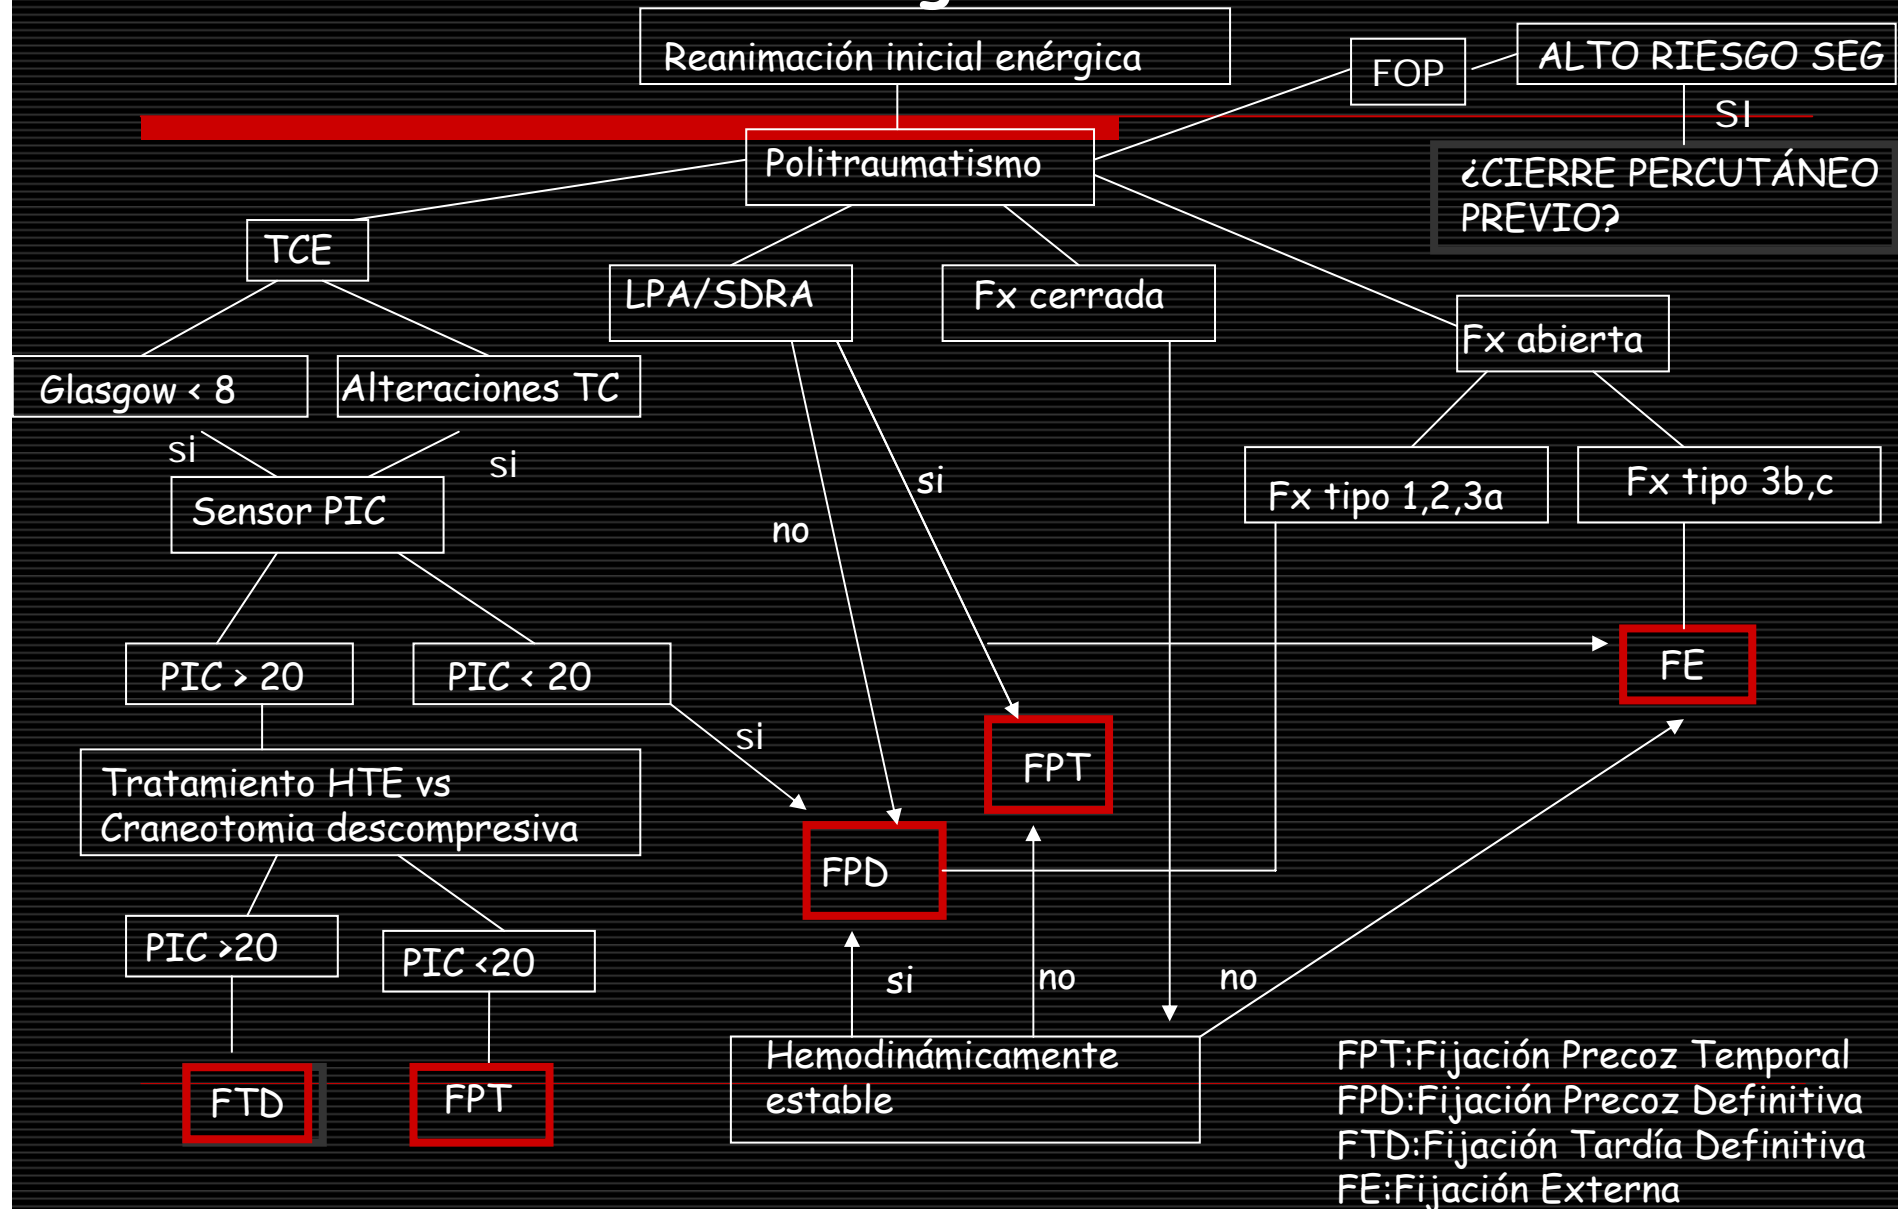 Reanimación inicial enérgica
FOP
ALTO RIESGO SEG
SI
¿CIERRE PERCUTÁNEO
PREVIO?
Politraumatismo
TCE
LPA/SDRA
Fx cerrada
Fx abierta
Glasgow < 8
Alteraciones TC
si
si
Sensor PIC
si
no
Fx tipo 1,2,3a
Fx tipo 3b,c
PIC > 20
PIC < 20
si
FE
FPT
Tratamiento HTE vs
Craneotomia descompresiva
FPD
PIC >20
PIC <20
si
no
no
FTD
FPT
Hemodinámicamente
estable
FPT:Fijación Precoz Temporal
FPD:Fijación Precoz Definitiva
FTD:Fijación Tardía Definitiva
FE:Fijación Externa